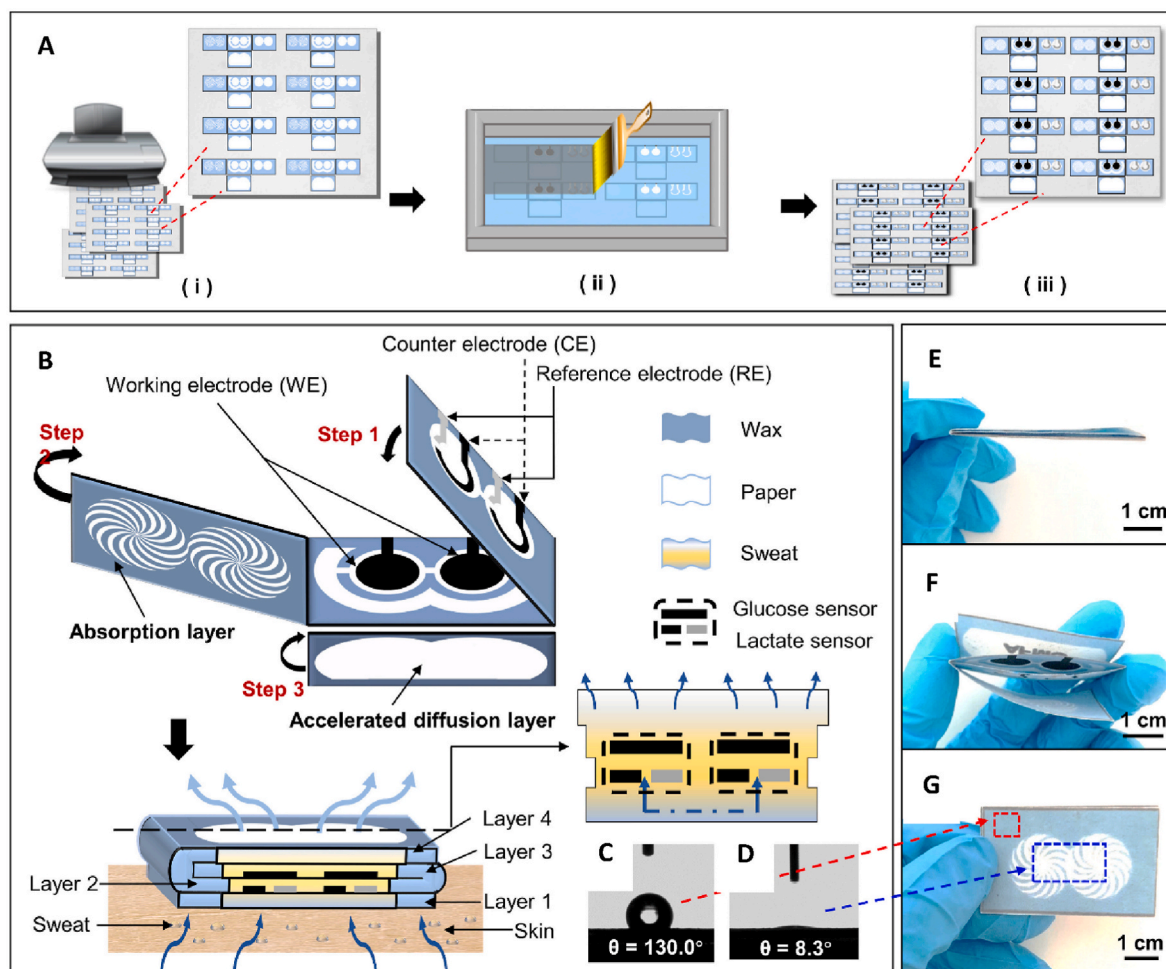 A
( i )
( ii )
( iii )
B
Counter electrode (CE)
Working electrode (WE)
Reference electrode (RE)
Step 1
Step 2
Wax
Paper
Sweat
Glucose sensor
Lactate sensor
Absorption layer
Step 3
Accelerated diffusion layer
Layer 4
Layer 3
Layer 2
Layer 1
Sweat
Skin
C
θ = 130.0°
D
θ = 8.3°
E
1 cm
F
1 cm
G
1 cm